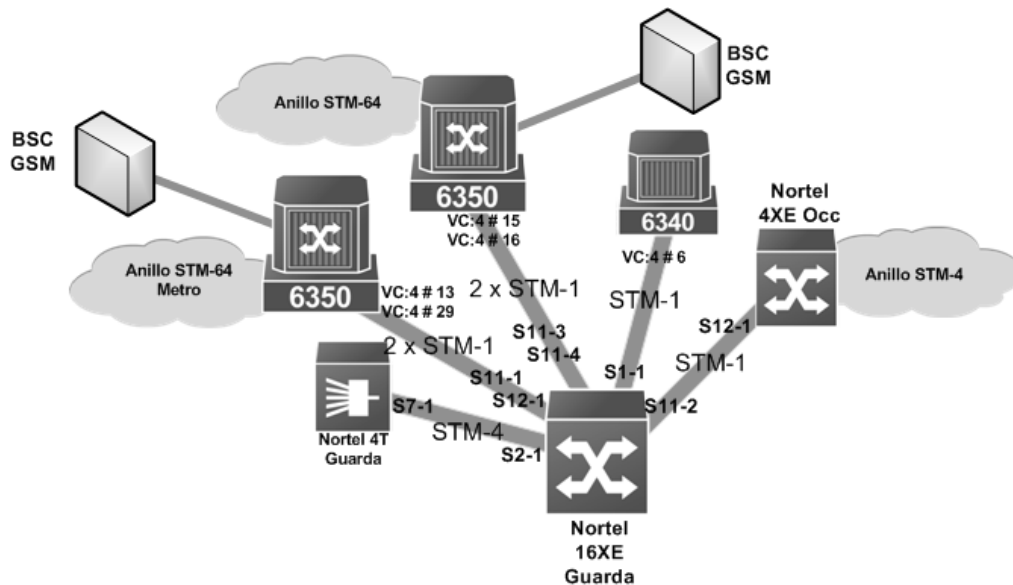 BSC
GSM
Anillo STM-64
BSC
GSM
6350
VC:4 # 15
VC:4 # 16
6340
VC:4 # 6
Nortel
4XE Occ
Anillo STM-4
Anillo STM-64
Metro
6350
VC:4 # 13
VC:4 # 29
2 x STM-1
STM-1
S12-1
S11-3
S11-4
2 x STM-1
STM-1
S11-1
S12-1
S1-1
S11-2
S7-1
Nortel 4T
Guarda
STM-4
S2-1
Nortel
16XE
Guarda